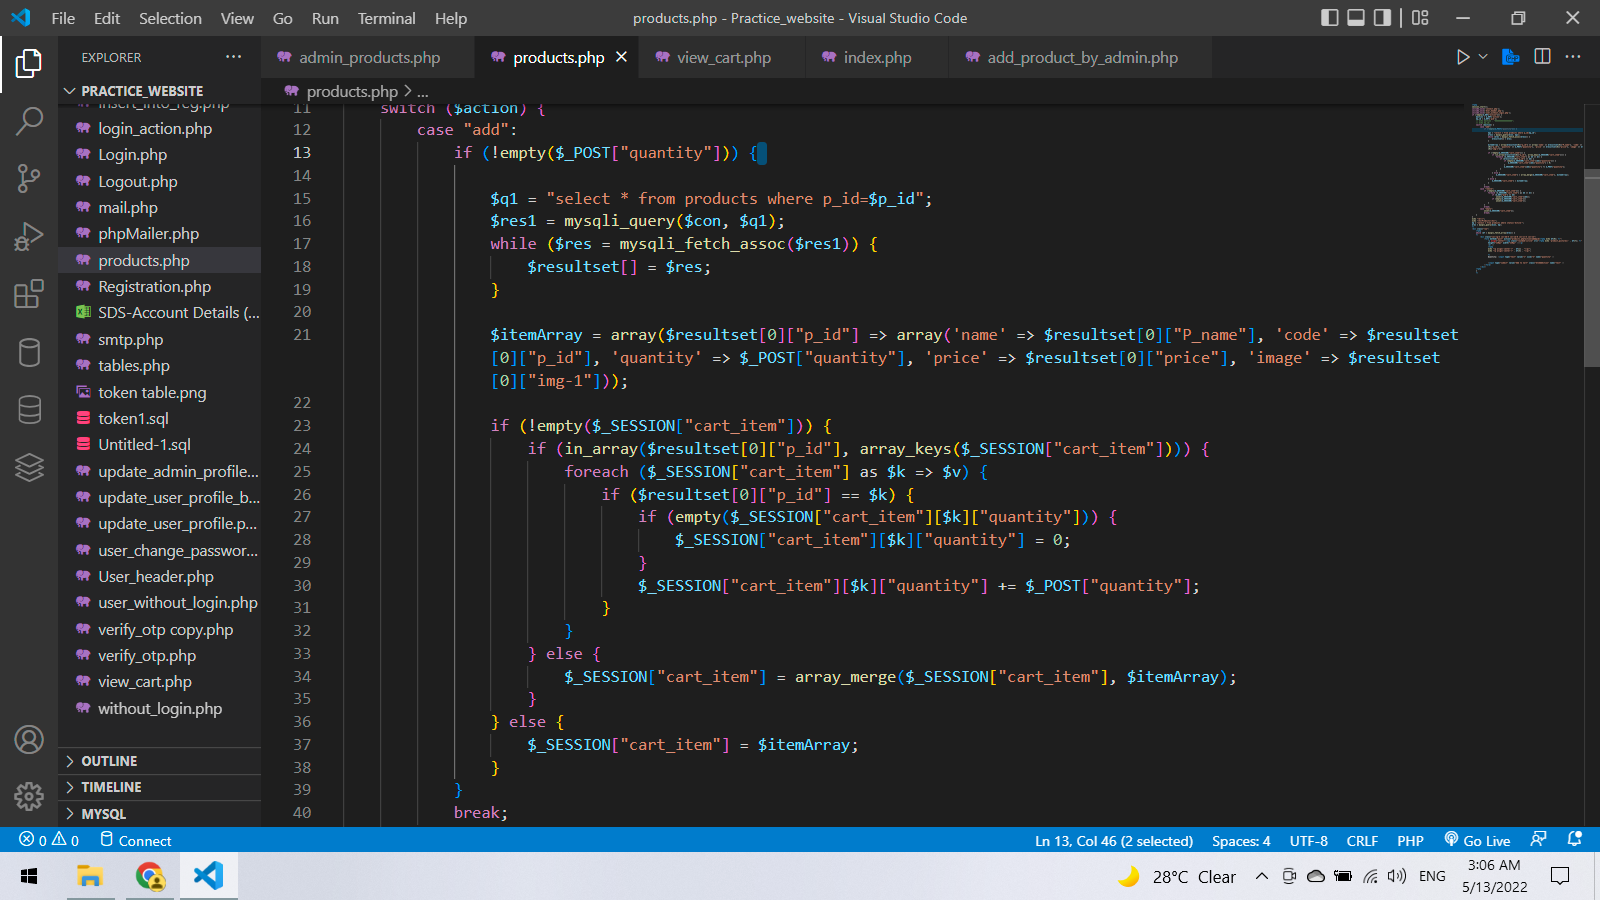 File Edit Selection View Go Run Terminal Help
products.php - Practice_website - Visual Studio Code
EXPLORER
admin_products.php
products.php
view_cart.php
index.php
add_product_by_admin.php
PRACTICE_WEBSITE
insert_into_reg.php
login_action.php
Login.php
Logout.php
mail.php
phpMailer.php
products.php
Registration.php
SDS-Account Details (...
smtp.php
tables.php
token table.png
token1.sql
Untitled-1.sql
update_admin_profile...
update_user_profile_b...
update_user_profile.p...
user_change_passwor...
User_header.php
user_without_login.php
verify_otp copy.php
verify_otp.php
view_cart.php
without_login.php
OUTLINE
TIMELINE
MYSQL
products.php > ...
11 switch ($action) {
12 case "add":
13 if (!empty($_POST["quantity"])) {
14
15 $q1 = "select * from products where p_id=$p_id";
16 $res1 = mysqli_query($con, $q1);
17 while ($res = mysqli_fetch_assoc($res1)) {
18 $resultset[] = $res;
19 }
20
21 $itemArray = array($resultset[0]["p_id"] => array('name' => $resultset[0]["P_name"], 'code' => $resultset
[0]["p_id"], 'quantity' => $_POST["quantity"], 'price' => $resultset[0]["price"], 'image' => $resultset
[0]["img-1"]));
22
23 if (!empty($_SESSION["cart_item"])) {
24 if (in_array($resultset[0]["p_id"], array_keys($_SESSION["cart_item"]))) {
25 foreach ($_SESSION["cart_item"] as $k => $v) {
26 if ($resultset[0]["p_id"] == $k) {
27 if (empty($_SESSION["cart_item"][$k]["quantity"])) {
28 $_SESSION["cart_item"][$k]["quantity"] = 0;
29 }
30 $_SESSION["cart_item"][$k]["quantity"] += $_POST["quantity"];
31 }
32 }
33 } else {
34 $_SESSION["cart_item"] = array_merge($_SESSION["cart_item"], $itemArray);
35 }
36 } else {
37 $_SESSION["cart_item"] = $itemArray;
38 }
39 }
40 break;
0 0 Connect
Ln 13, Col 46 (2 selected) Spaces: 4 UTF-8 CRLF PHP Go Live
28°C Clear ENG
3:06 AM
5/13/2022